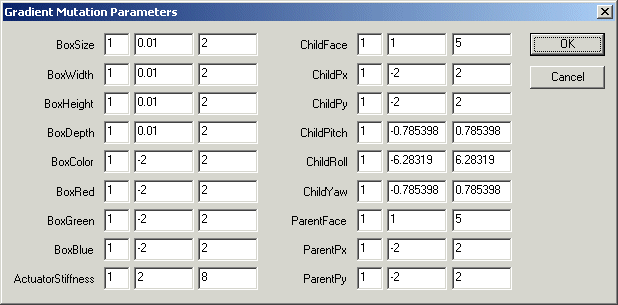 Gradient Mutation Parameters
BoxSize 1 0.01 2 ChildFace 1 1 5 OK
BoxWidth 1 0.01 2 ChildPx 1 -2 2 Cancel
BoxHeight 1 0.01 2 ChildPy 1 -2 2
BoxDepth 1 0.01 2 ChildPitch 1 -0.785398 0.785398
BoxColor 1 -2 2 ChildRoll 1 -6.28319 6.28319
BoxRed 1 -2 2 ChildYaw 1 -0.785398 0.785398
BoxGreen 1 -2 2 ParentFace 1 1 5
BoxBlue 1 -2 2 ParentPx 1 -2 2
ActuatorStiffness 1 2 8 ParentPy 1 -2 2